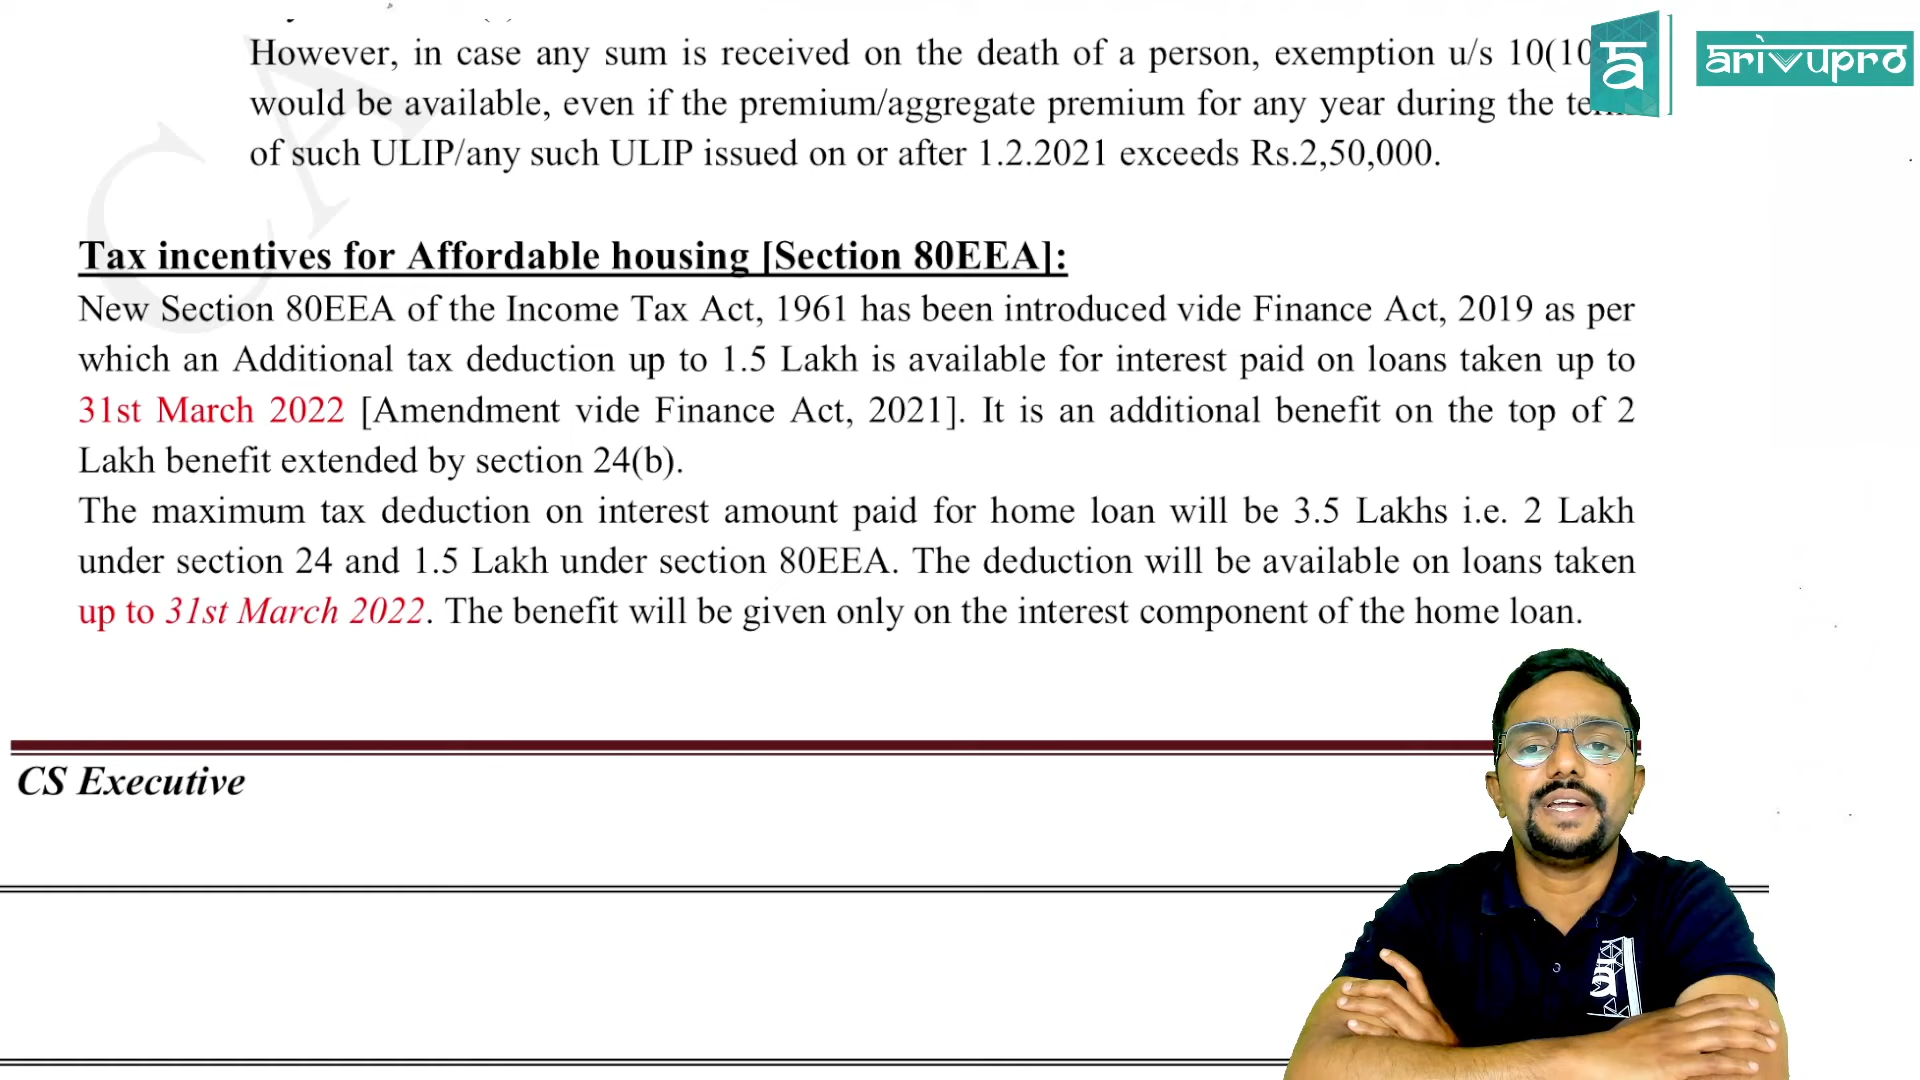 However, in case any sum is received on the death of a person, exemption u/s 10(10
would be available, even if the premium/aggregate premium for any year during the
of such ULIP/any such ULIP issued on or after 1.2.2021 exceeds Rs.2,50,000.
Tax incentives for Affordable housing [Section 80EEA]:
New Section 80EEA of the Income Tax Act, 1961 has been introduced vide Finance Act, 2019 as per
which an Additional tax deduction up to 1.5 Lakh is available for interest paid on loans taken up to
31st March 2022 [Amendment vide Finance Act, 2021]. It is an additional benefit on the top of 2
Lakh benefit extended by section 24(b).
The maximum tax deduction on interest amount paid for home loan will be 3.5 Lakhs i.e. 2 Lakh
under section 24 and 1.5 Lakh under section 80EEA. The deduction will be available on loans taken
up to 31st March 2022. The benefit will be given only on the interest component of the home loan.
CS Executive
arivupro
CA
ā
ā